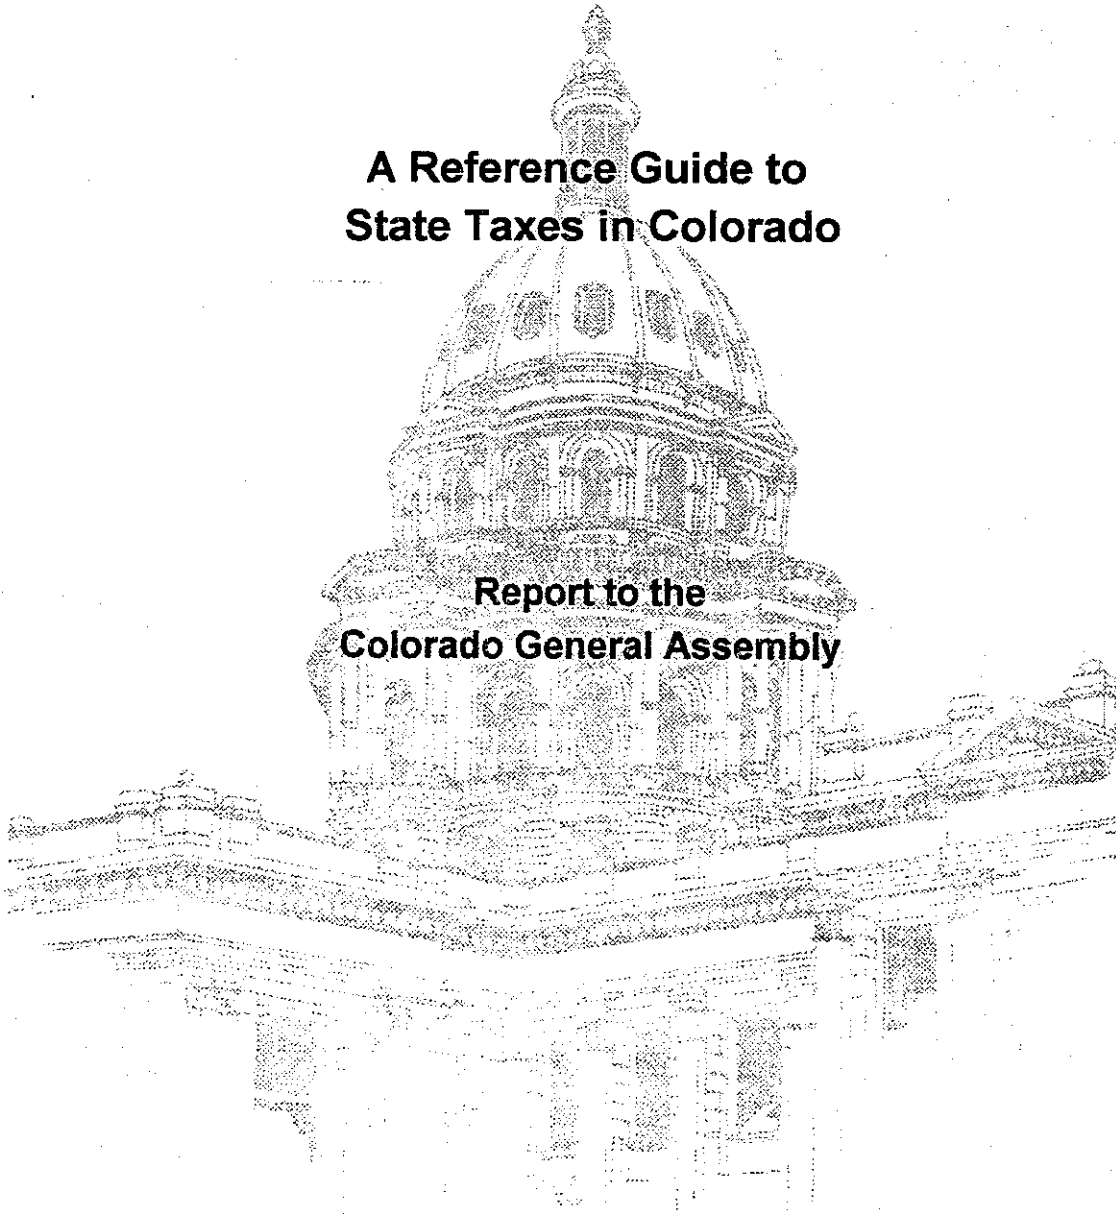 A Reference Guide to
State Taxes in Colorado
Report to the
Colorado General Assembly